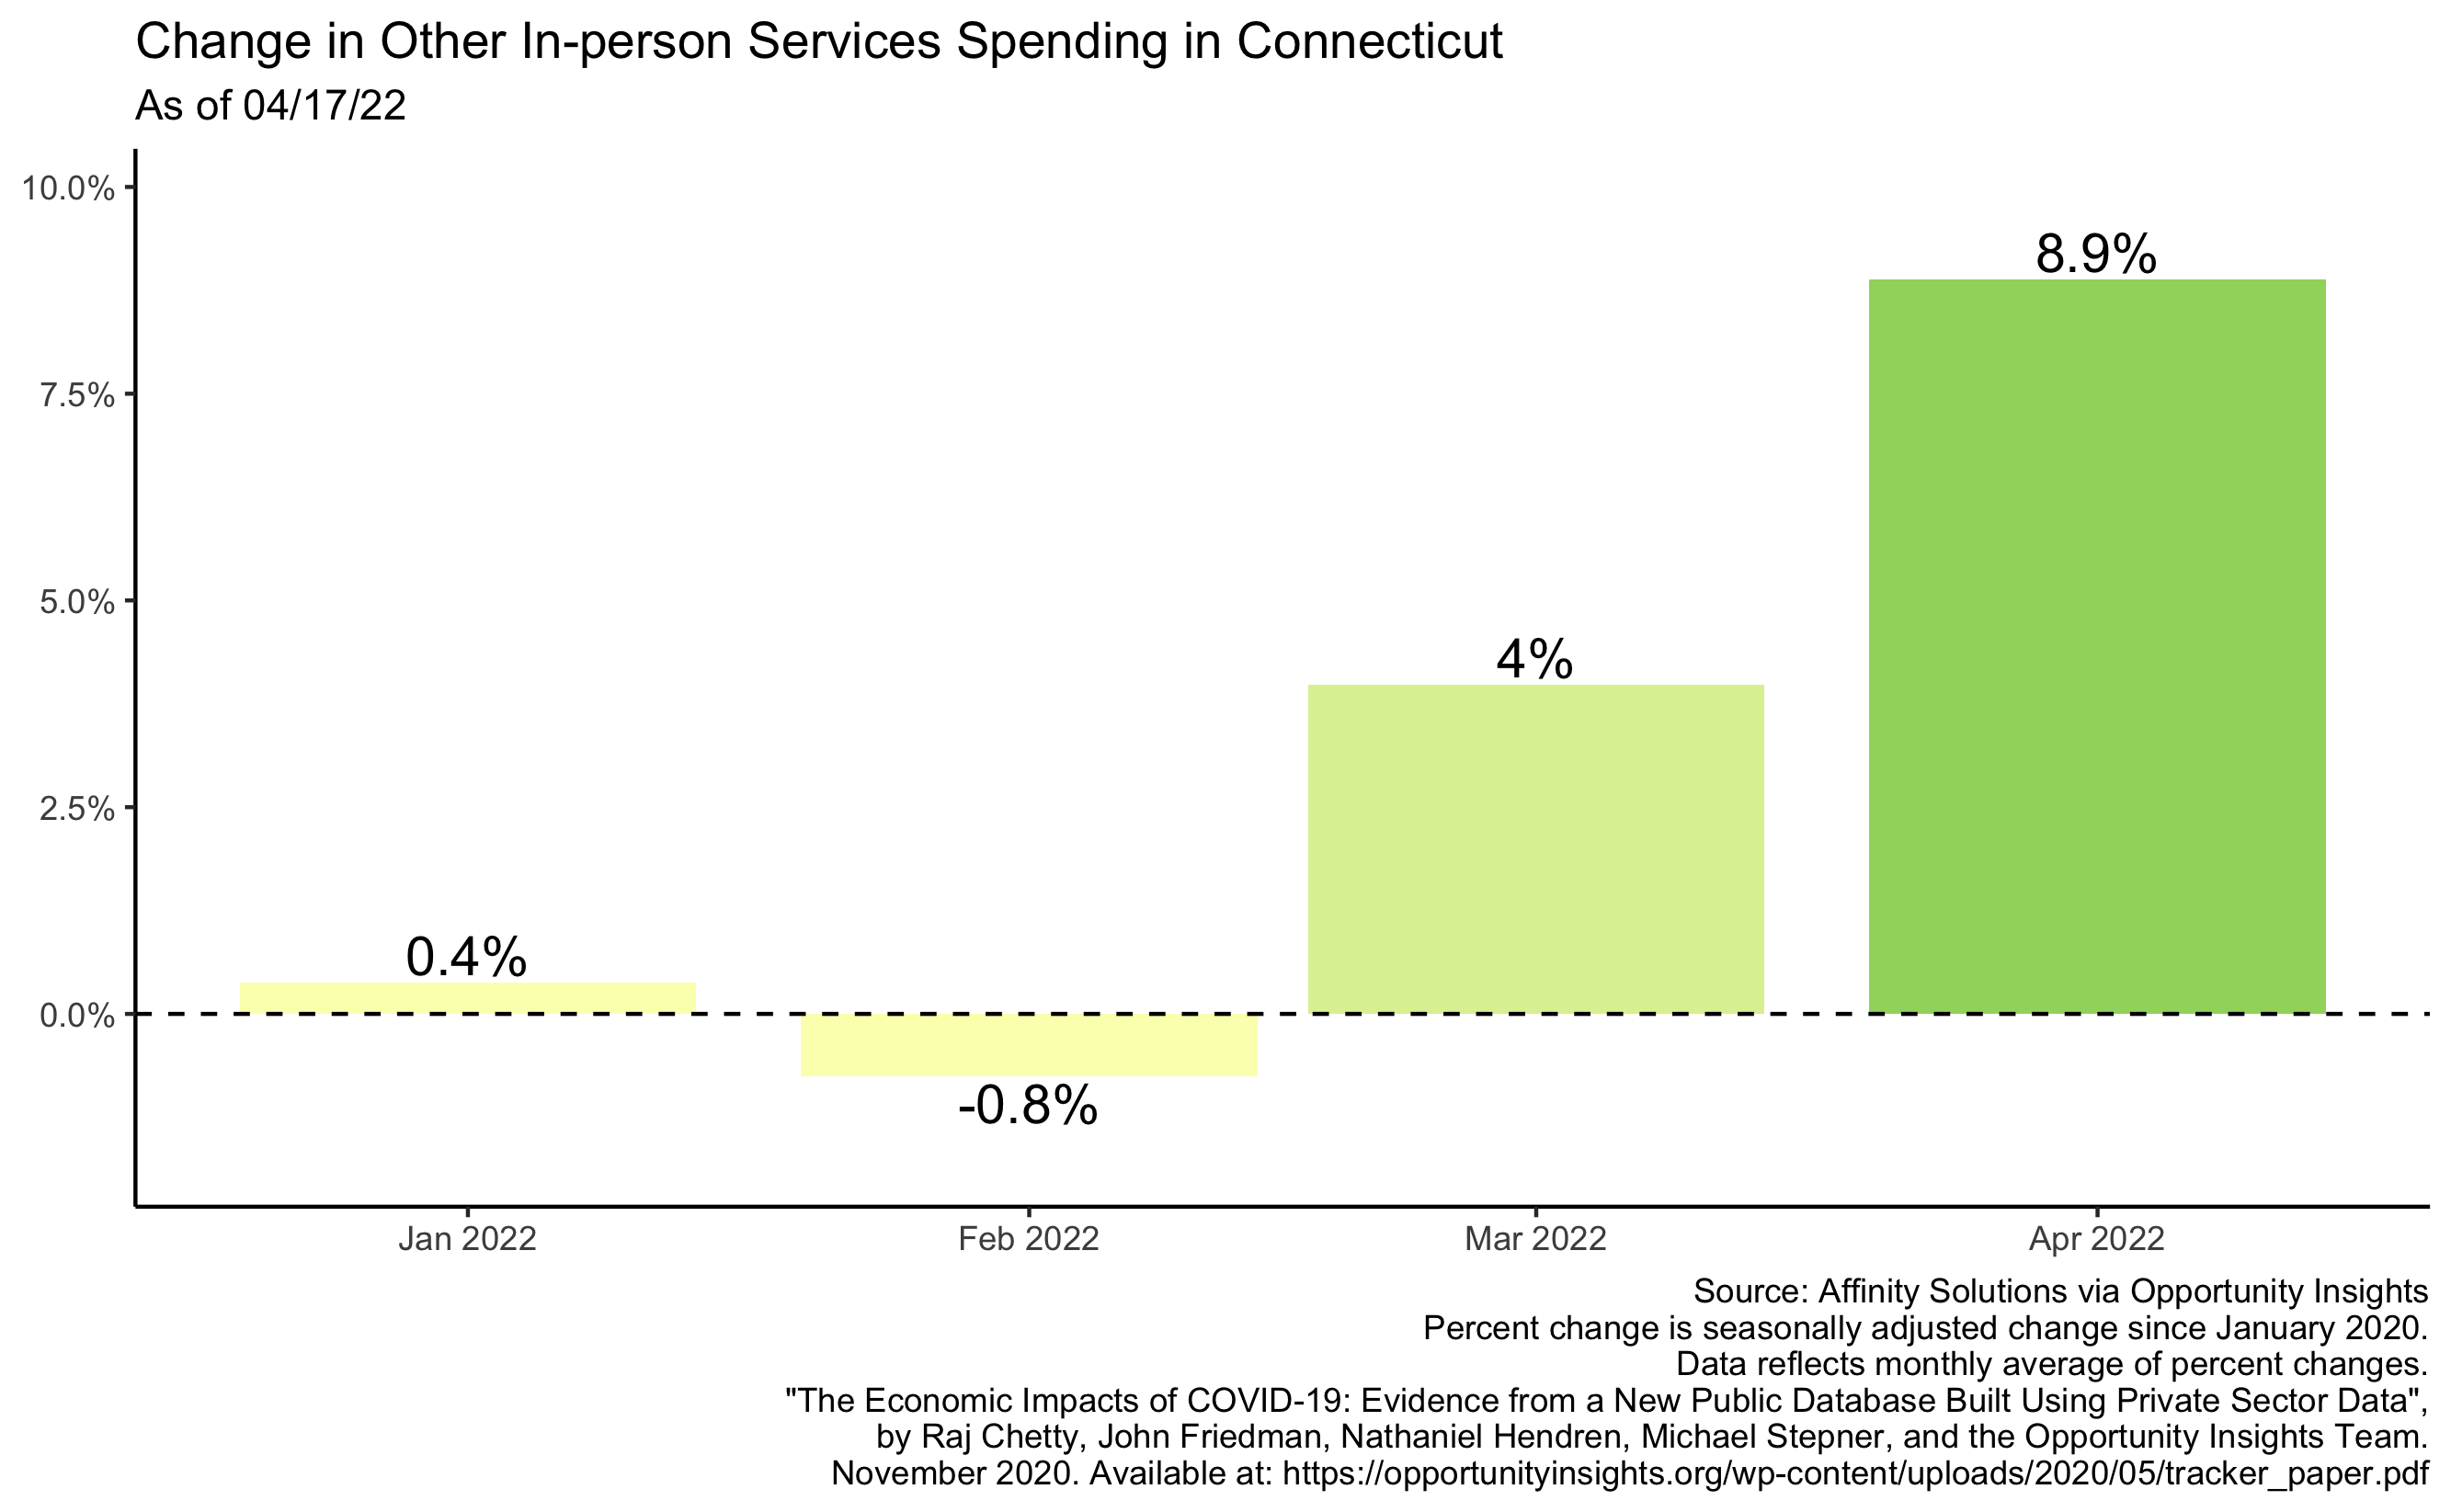 Change in Other In-person Services Spending in Connecticut
As of 04/17/22
10.0%
7.5%
5.0%
2.5%
0.0%
0.4%
-0.8%
4%
8.9%
Jan 2022
Feb 2022
Mar 2022
Apr 2022
Source: Affinity Solutions via Opportunity Insights
Percent change is seasonally adjusted change since January 2020.
Data reflects monthly average of percent changes.
"The Economic Impacts of COVID-19: Evidence from a New Public Database Built Using Private Sector Data",
by Raj Chetty, John Friedman, Nathaniel Hendren, Michael Stepner, and the Opportunity Insights Team.
November 2020. Available at: https://opportunityinsights.org/wp-content/uploads/2020/05/tracker_paper.pdf